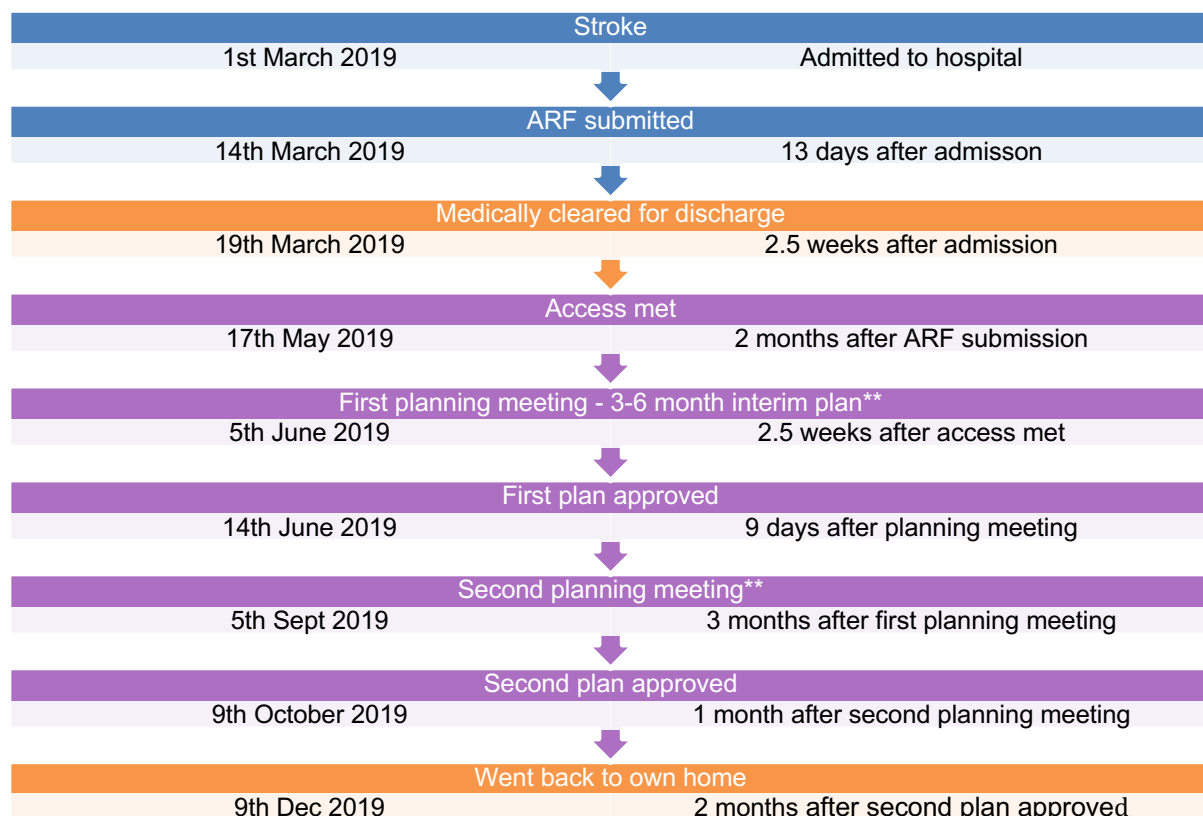 Stroke
1st March 2019 Admitted to hospital
ARF submitted
14th March 2019 13 days after admisson
Medically cleared for discharge
19th March 2019 2.5 weeks after admission
Access met
17th May 2019 2 months after ARF submission
First planning meeting - 3-6 month interim plan**
5th June 2019 2.5 weeks after access met
First plan approved
14th June 2019 9 days after planning meeting
Second planning meeting**
5th Sept 2019 3 months after first planning meeting
Second plan approved
9th October 2019 1 month after second planning meeting
Went back to own home
9th Dec 2019 2 months after second plan approved